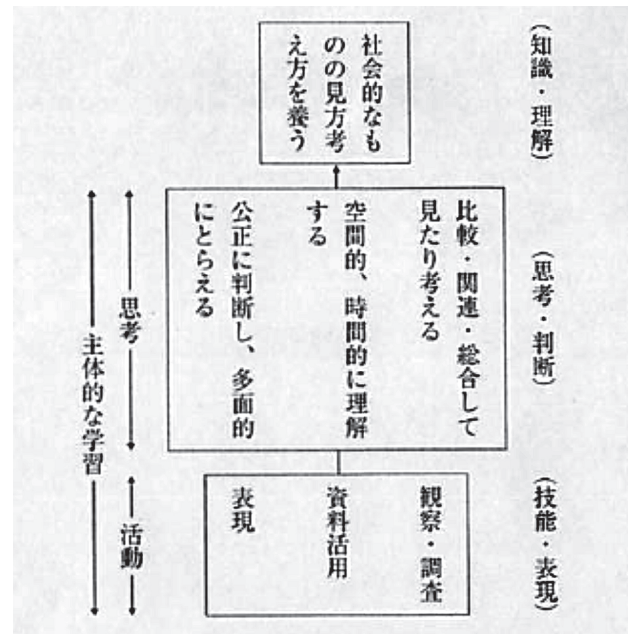 (知識・理解)
社会的なも
のの見方考
え方を養う
(思考・判断)
比較・関連・総合して
見たり考える
空間的、時間的に理解
する
公正に判断し、多面的
にとらえる
思考
主体的な学習
(技能・表現)
観察・調査
資料活用
表現
活動